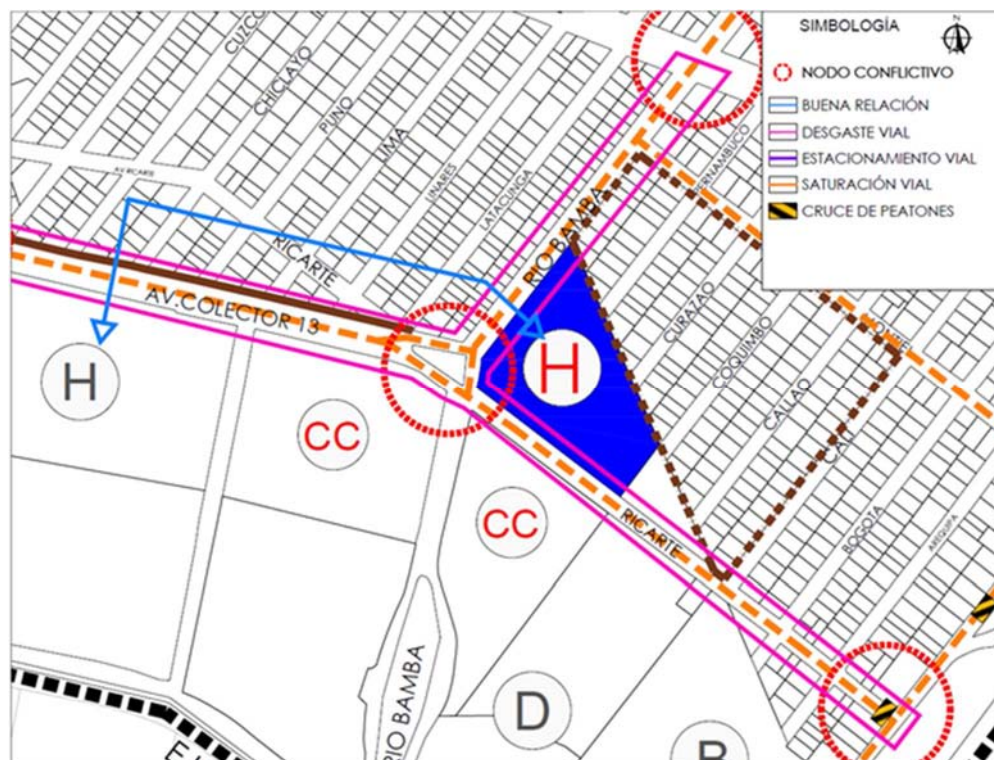 SIMBOLOGÍA
N
NODO CONFLICTIVO
BUENA RELACIÓN
DESGASTE VIAL
ESTACIONAMIENTO VIAL
SATURACIÓN VIAL
CRUCE DE PEATONES
CUZCO
CHICLAYO
PUNO
LIMA
LINARES
LATACUNGA
AV RICARTE
RICARTE
RIO BAMBA
PERNAMBUCO
AV.COLECTOR 13
CURAZAO
COQUIMBO
CALLAO
CALI
BOGOTA
AREQUIPA
H
H
CC
CC
RICARTE
RIO BAMBA
D